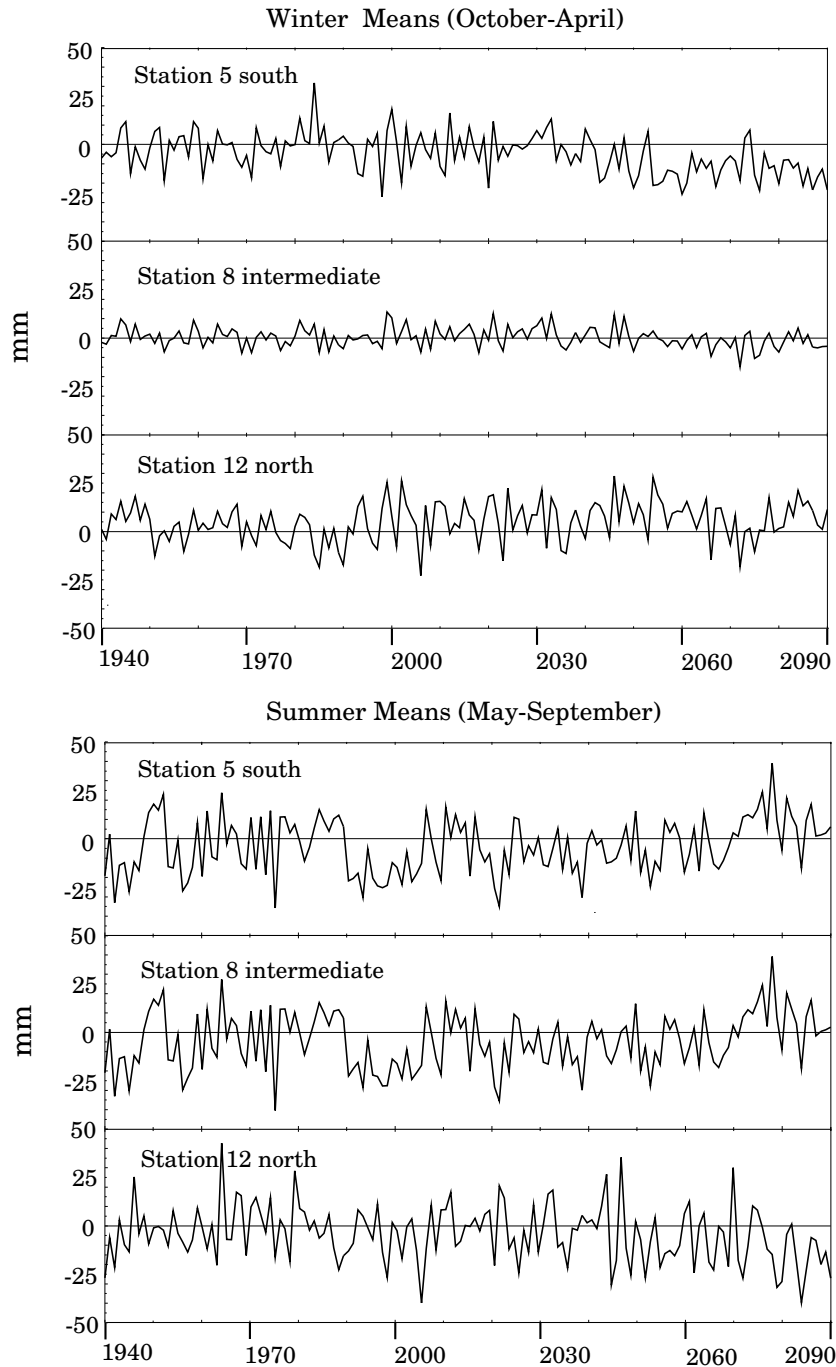 Winter  Means (October-April)
50
Station 5 south
25
0
-25
50
Station 8 intermediate
25
0
-25
50
Station 12 north
25
0
-25
-50
mm
1940 1970 2000 2030 2060 2090
Summer Means (May-September)
50
Station 5 south
25
0
-25
50
Station 8 intermediate
25
0
-25
50
Station 12 north
25
0
-25
50
mm
1940 1970 2000 2030 2060 2090